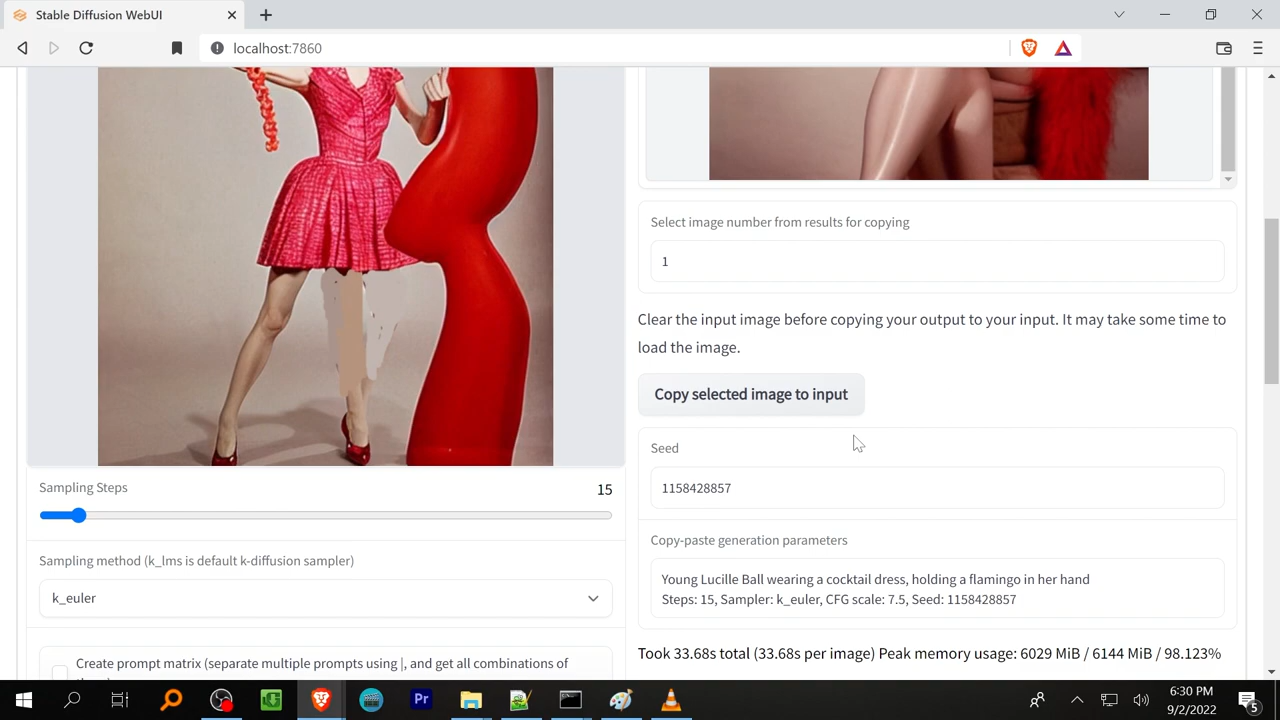 Stable Diffusion WebUI
localhost:7860
Select image number from results for copying
1
Clear the input image before copying your output to your input. It may take some time to
load the image.
Copy selected image to input
Seed
1158428857
Copy-paste generation parameters
Young Lucille Ball wearing a cocktail dress, holding a flamingo in her hand
Steps: 15, Sampler: k_euler, CFG scale: 7.5, Seed: 1158428857
Took 33.68s total (33.68s per image) Peak memory usage: 6029 MiB / 6144 MiB / 98.123%
Sampling Steps
15
Sampling method (k_lms is default k-diffusion sampler)
k_euler
Create prompt matrix (separate multiple prompts using |, and get all combinations of
Pr
6:30 PM
9/2/2022
5